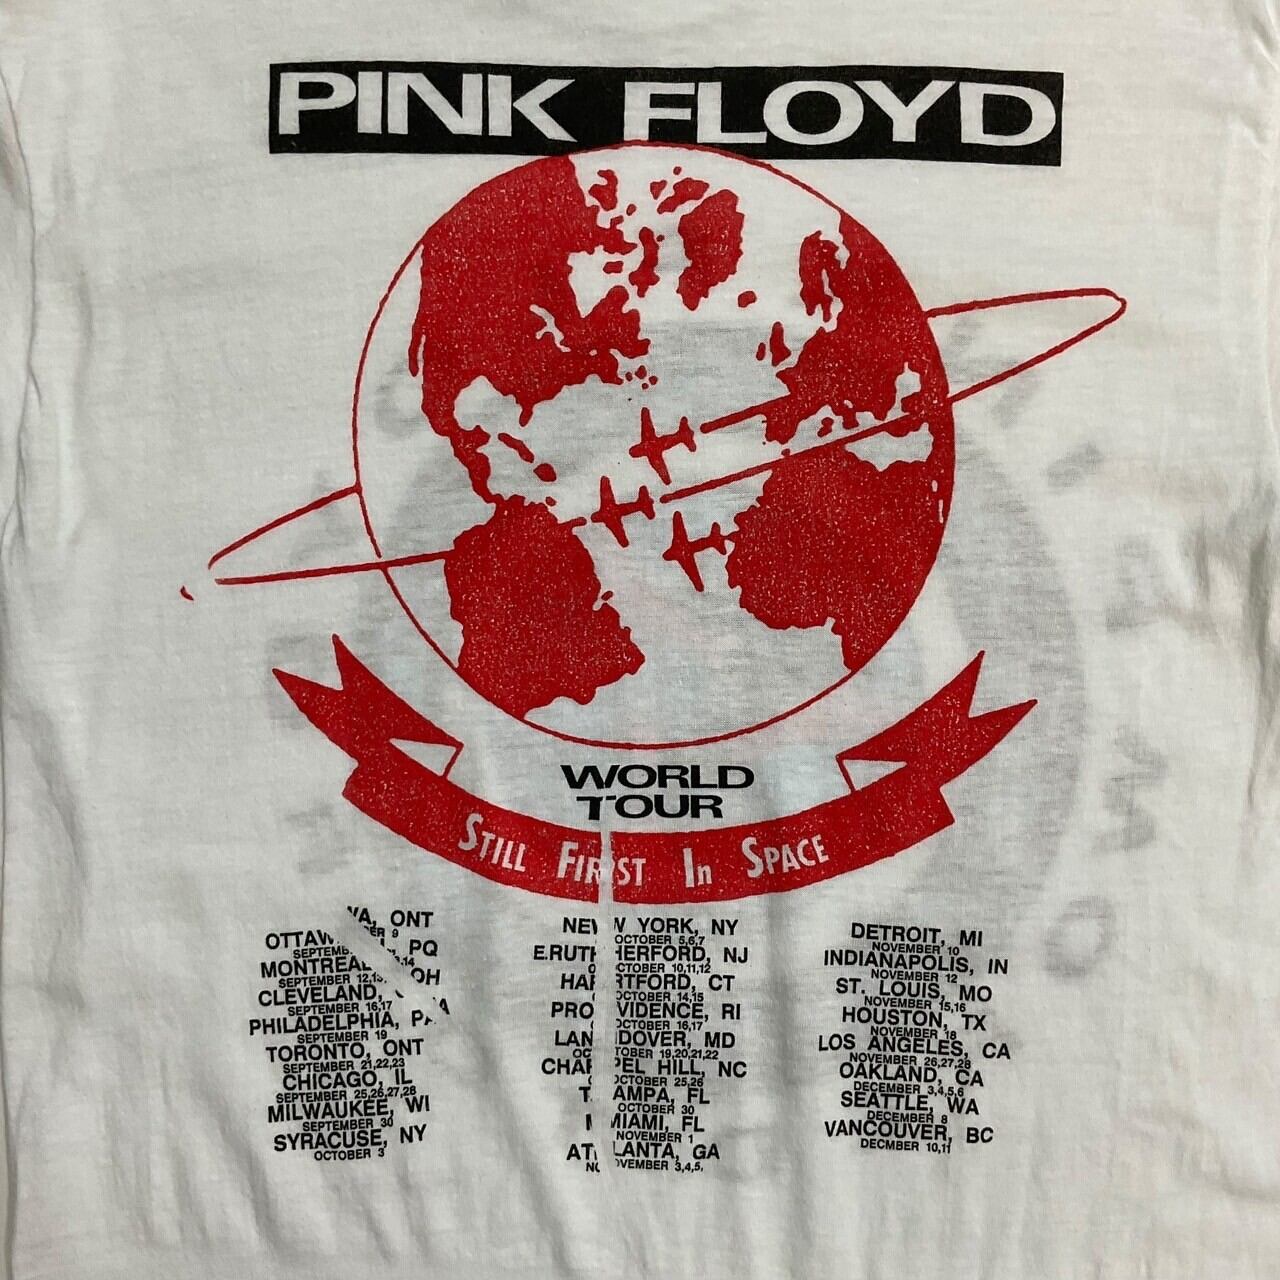 PINK FLOYD
WORLD
TOUR
STILL FIRST In SPACE
OTTAWA, ONT
SEPTEMBER 9
MONTREAL, PQ
SEPTEMBER 12,13,14
CLEVELAND, OH
SEPTEMBER 16,17
PHILADELPHIA, PA
SEPTEMBER 19
TORONTO, ONT
SEPTEMBER 21,22,23
CHICAGO, IL
SEPTEMBER 25,26,27,28
MILWAUKEE, WI
SEPTEMBER 30
SYRACUSE, NY
OCTOBER 3
NEW YORK, NY
OCTOBER 5,6,7
E.RUTHERFORD, NJ
OCTOBER 10,11,12
HARTFORD, CT
OCTOBER 14,15
PROVIDENCE, RI
OCTOBER 16,17
LANDOVER, MD
OCTOBER 19,20,21,22
CHAPEL HILL, NC
OCTOBER 25,26
TAMPA, FL
OCTOBER 30
MIAMI, FL
NOVEMBER 1
ATLANTA, GA
NOVEMBER 3,4,5,
DETROIT, MI
NOVEMBER 10
INDIANAPOLIS, IN
NOVEMBER 12
ST. LOUIS, MO
NOVEMBER 15,16
HOUSTON, TX
NOVEMBER 18
LOS ANGELES, CA
NOVEMBER 26,27,28
OAKLAND, CA
DECEMBER 3,4,5,6
SEATTLE, WA
DECEMBER 8
VANCOUVER, BC
DECMBER 10,11